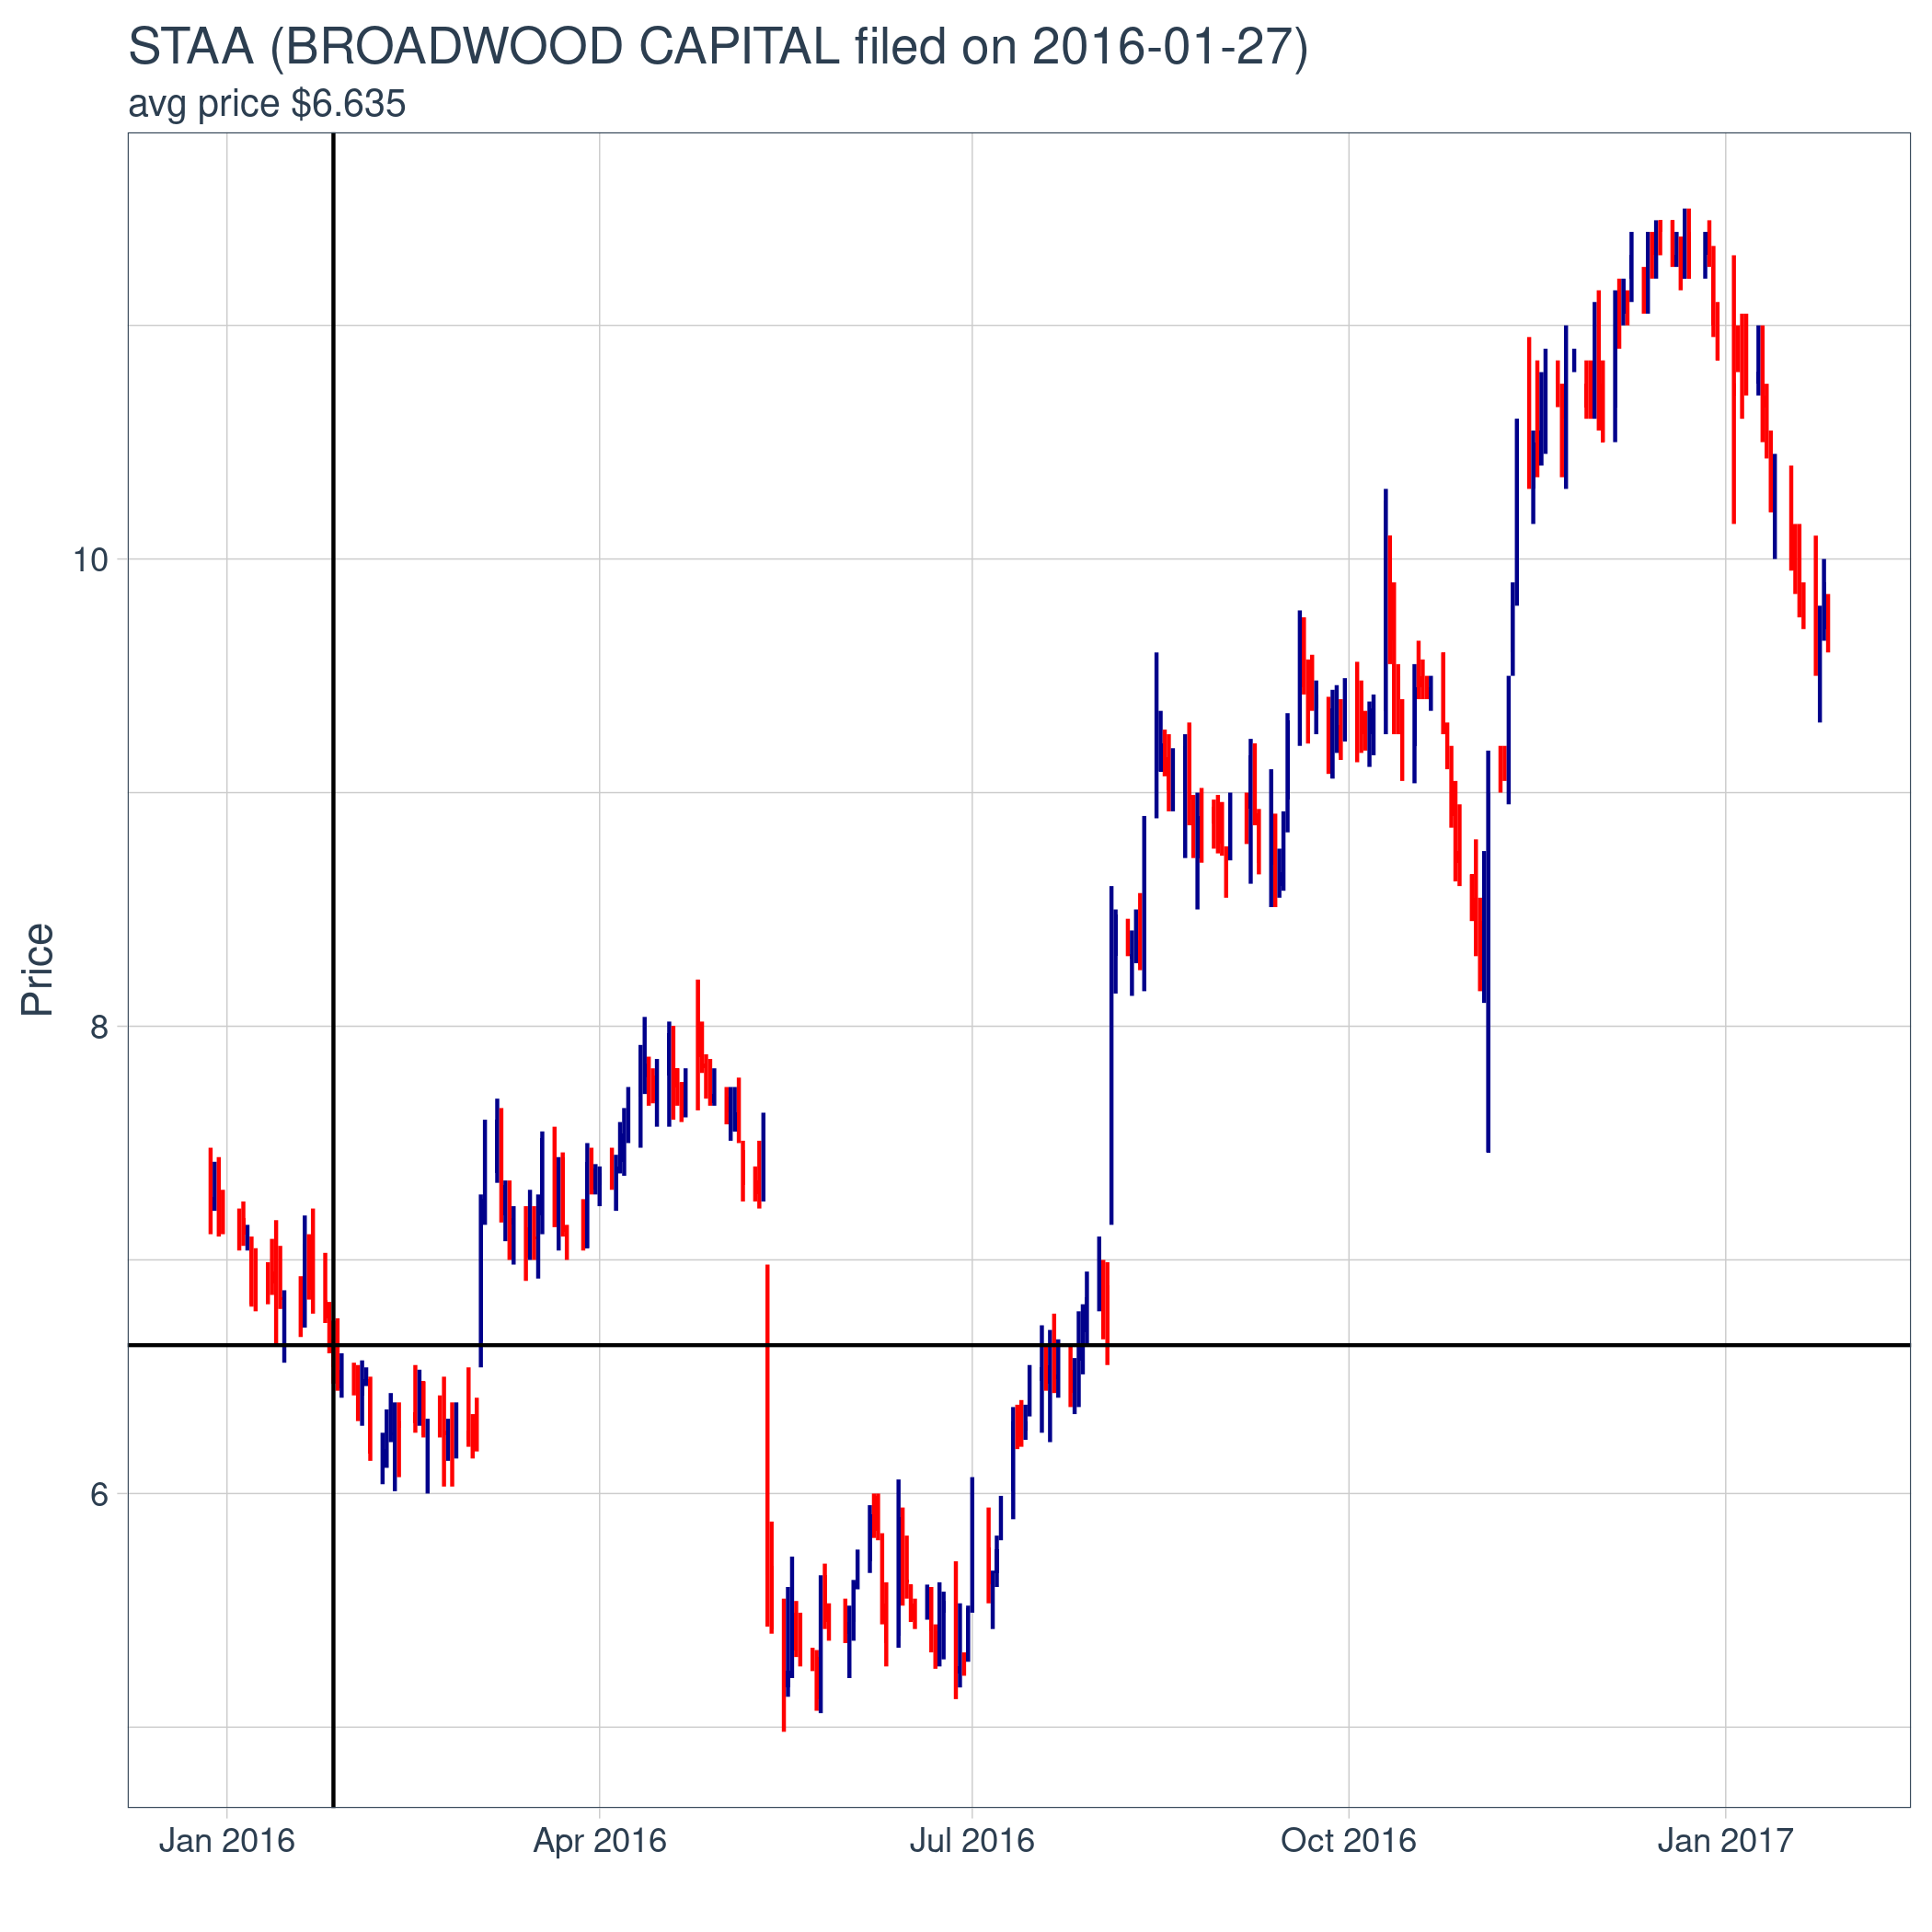 STAA (BROADWOOD CAPITAL filed on 2016-01-27)
avg price $6.635
Price
10
8
6
Jan 2016
Apr 2016
Jul 2016
Oct 2016
Jan 2017